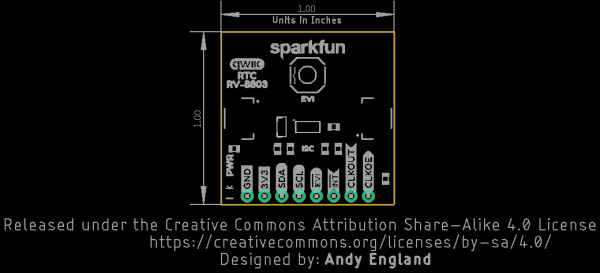 1.00
Units in Inches
sparkfun
qwiic
RTC
RV-8803
EVI
1.00
I2C
PWR
GND
3V3
SDA
SCL
EVI
INT
CLKOUT
CLKOE
Released under the Creative Commons Attribution Share-Alike 4.0 License
https://creativecommons.org/licenses/by-sa/4.0/
Designed by: Andy England